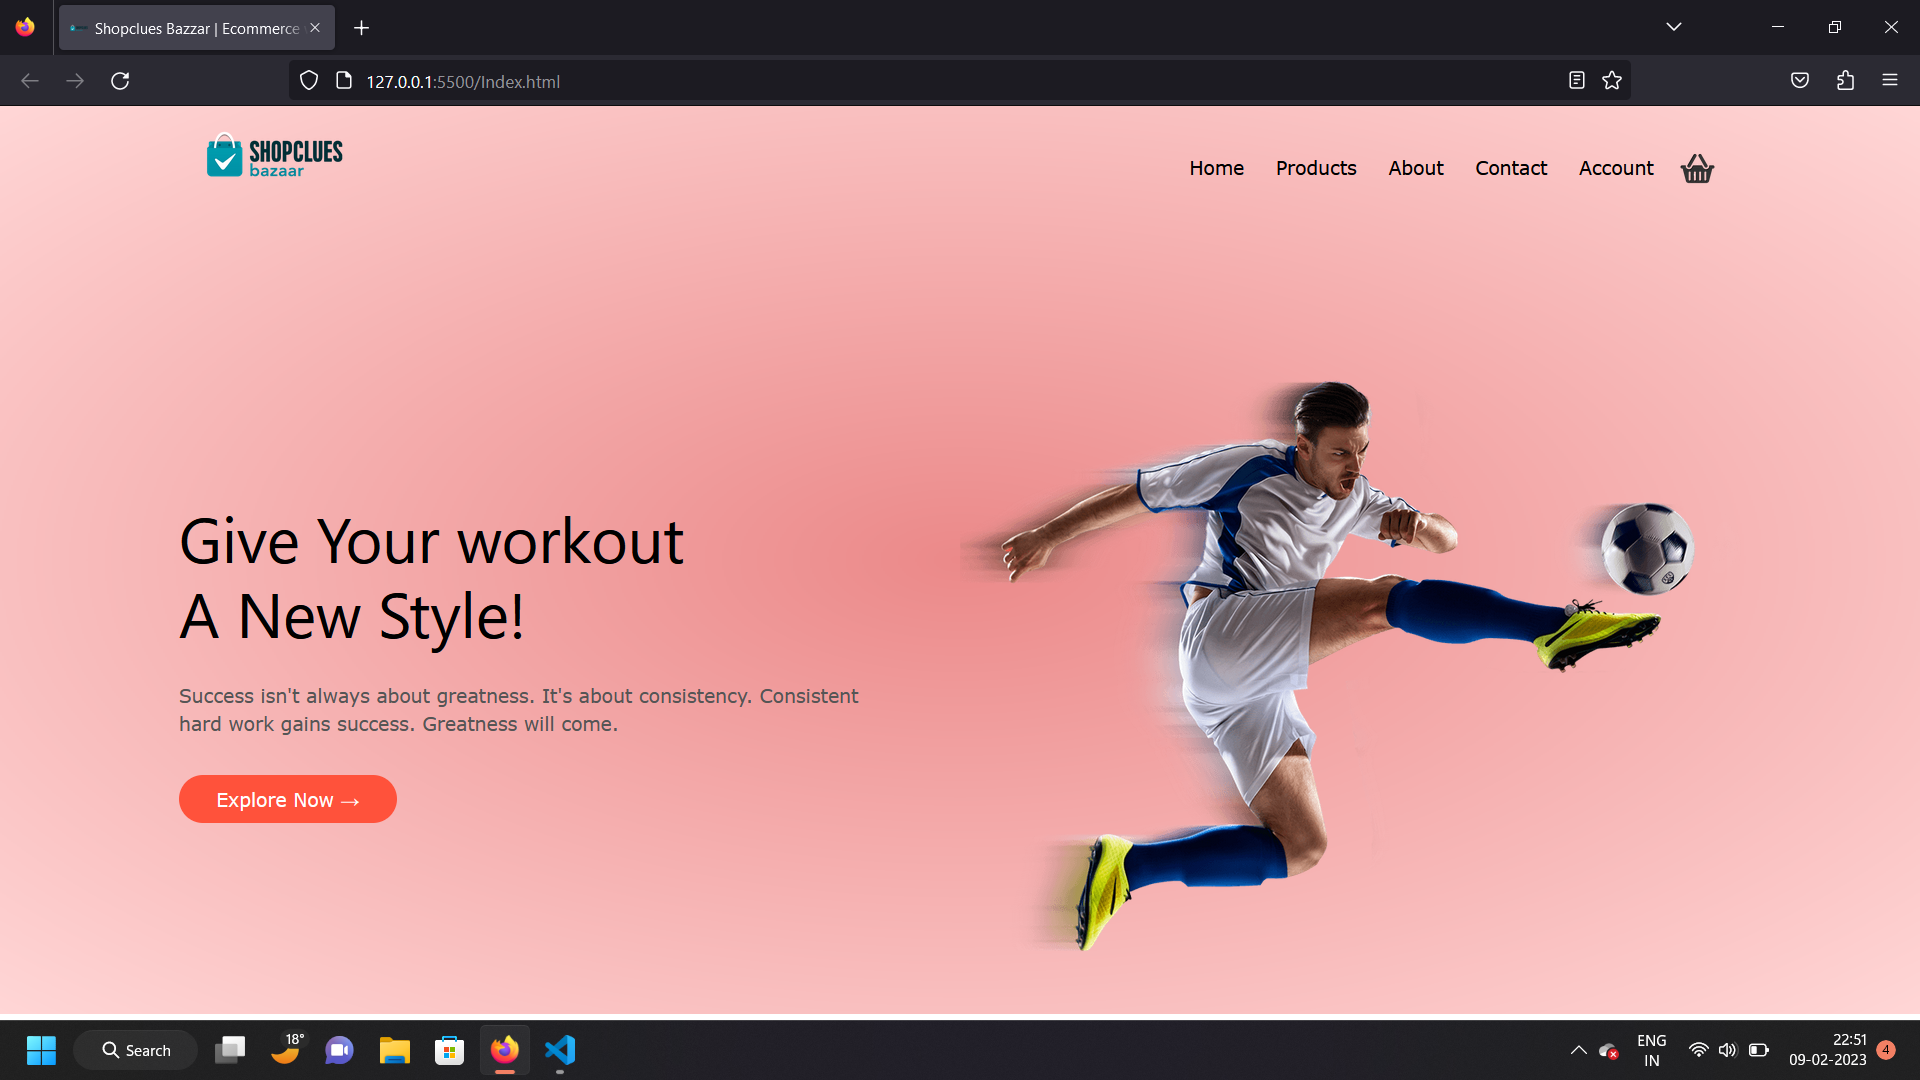 Shopclues Bazzar | Ecommerce
127.0.0.1:5500/Index.html
SHOPCLUES
bazaar
Home Products About Contact Account
Give Your workout
A New Style!
Success isn't always about greatness. It's about consistency. Consistent
hard work gains success. Greatness will come.
Explore Now →
18°
Search
ENG
IN
22:51
09-02-2023
4